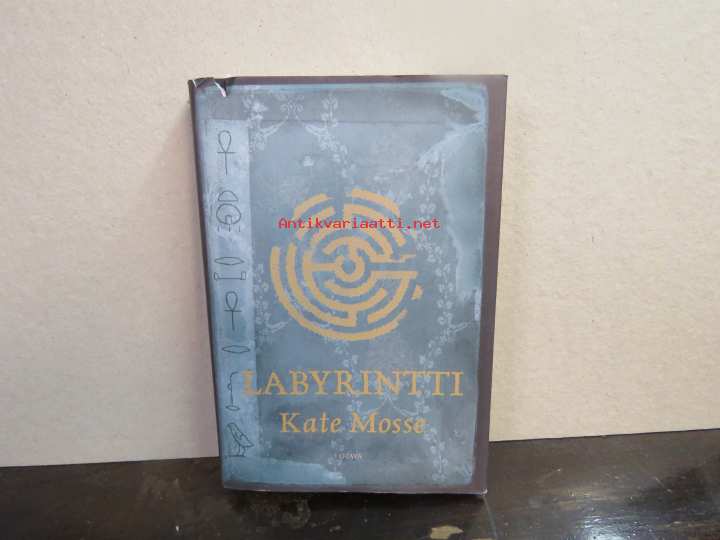 Antikvariaatti.net
LABYRINTTI
Kate Mosse
OTAVA